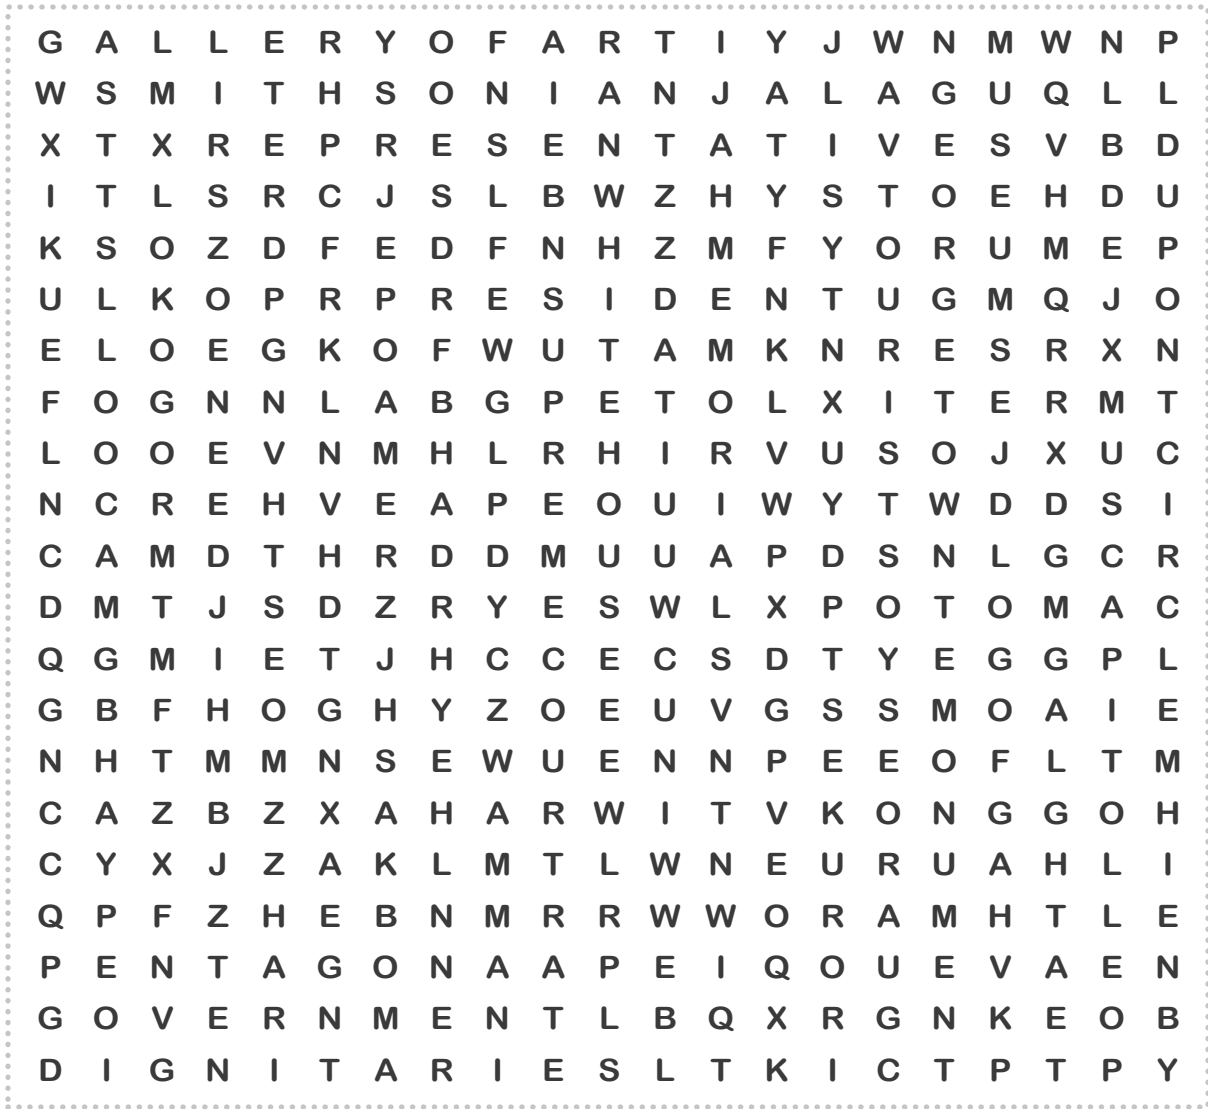 G A L L E R Y O F A R T I Y J W N M W N P
W S M I T H S O N I A N J A L A G U Q L L
X T X R E P R E S E N T A T I V E S V B D
I T L S R C J S L B W Z H Y S T O E H D U
K S O Z D F E D F N H Z M F Y O R U M E P
U L K O P R P R E S I D E N T U G M Q J O
E L O E G K O F W U T A M K N R E S R X N
F O G N N L A B G P E T O L X I T E R M T
L O O E V N M H L R H I R V U S O J X U C
N C R E H V E A P E O U I W Y T W D D S I
C A M D T H R D D M U U A P D S N L G C R
D M T J S D Z R Y E S W L X P O T O M A C
Q G M I E T J H C C E C S D T Y E G G P L
G B F H O G H Y Z O E U V G S S M O A I E
N H T M M N S E W U E N N P E E O F L T M
C A Z B Z X A H A R W I T V K O N G G O H
C Y X J Z A K L M T L W N E U R U A H L I
Q P F Z H E B N M R R W W O R A M H T L E
P E N T A G O N A A P E I Q O U E V A E N
G O V E R N M E N T L B Q X R G N K E O B
D I G N I T A R I E S L T K I C T P T P Y